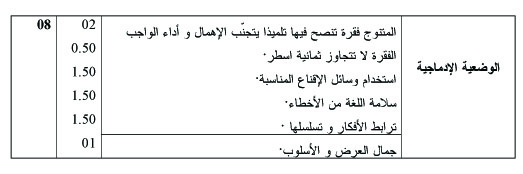 الوضعية الإدماجية
المنتوج فقرة تنصح فيها تلميذا يتجنّب الإهمال و أداء الواجب 02 08
الفقرة لا تتجاوز ثمانية اسطر. 0.50
استخدام وسائل الإقناع المناسبة. 1.50
سلامة اللغة من الأخطاء. 1.50
ترابط الأفكار و تسلسلها . 1.50
جمال العرض و الأسلوب. 01